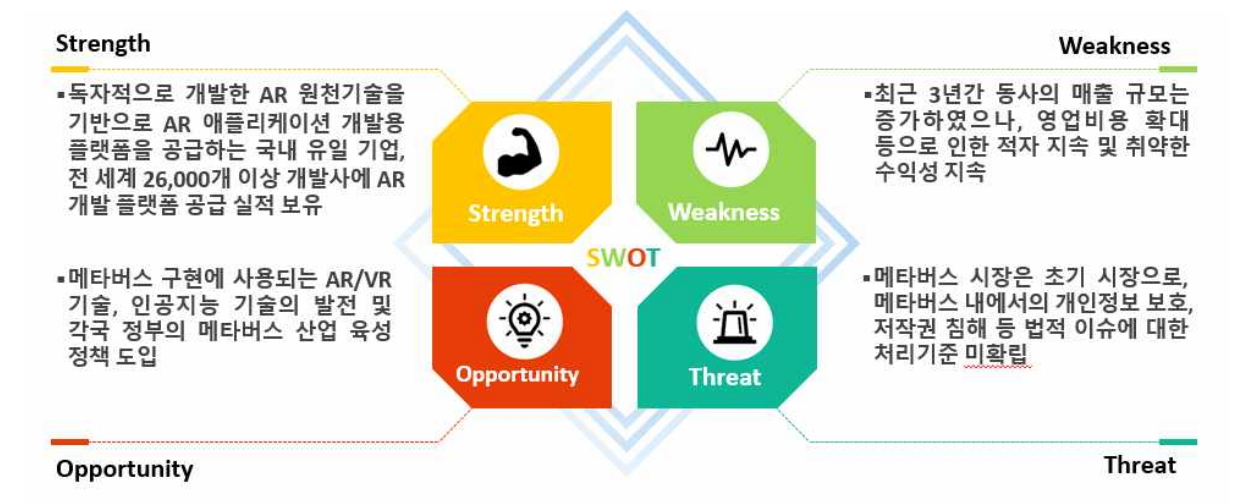 Strength
▪독자적으로 개발한 AR 원천기술을
기반으로 AR 애플리케이션 개발용
플랫폼을 공급하는 국내 유일 기업,
전 세계 26,000개 이상 개발사에 AR
개발 플랫폼 공급 실적 보유
Weakness
▪최근 3년간 동사의 매출 규모는
증가하였으나, 영업비용 확대
등으로 인한 적자 지속 및 취약한
수익성 지속
Strength
Weakness
SWOT
▪메타버스 구현에 사용되는 AR/VR
기술, 인공지능 기술의 발전 및
각국 정부의 메타버스 산업 육성
정책 도입
▪메타버스 시장은 초기 시장으로,
메타버스 내에서의 개인정보 보호,
저작권 침해 등 법적 이슈에 대한
처리기준 미확립
Opportunity
Threat
Opportunity
Threat